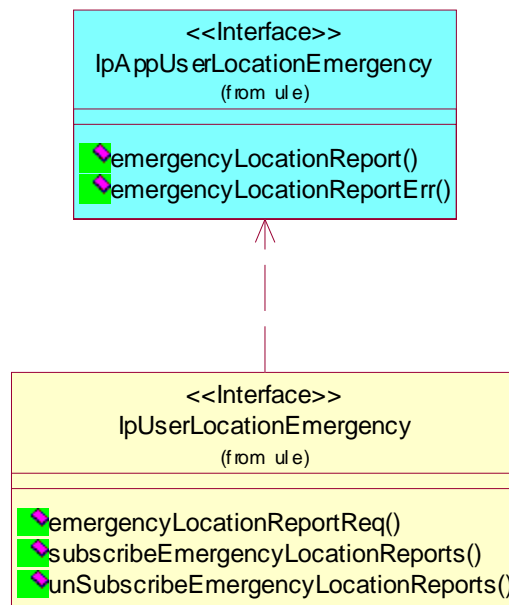 <<Interface>>
IpAppUserLocationEmergency
(from ule)
emergencyLocationReport()
emergencyLocationReportErr()
<<Interface>>
IpUserLocationEmergency
(from ule)
emergencyLocationReportReq()
subscribeEmergencyLocationReports()
unSubscribeEmergencyLocationReports()